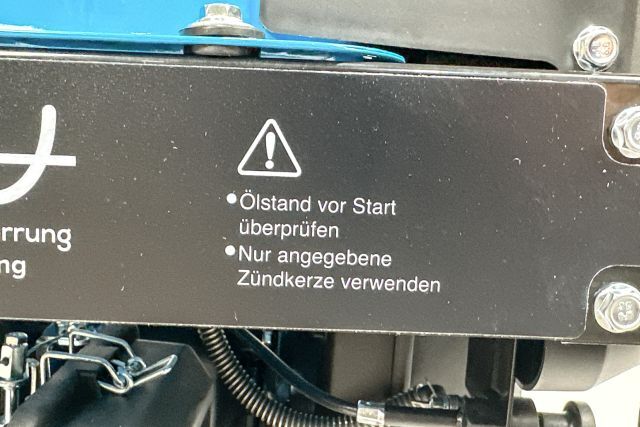 rrung
ng
•Ölstand vor Start
überprüfen
•Nur angegebene
Zündkerze verwenden